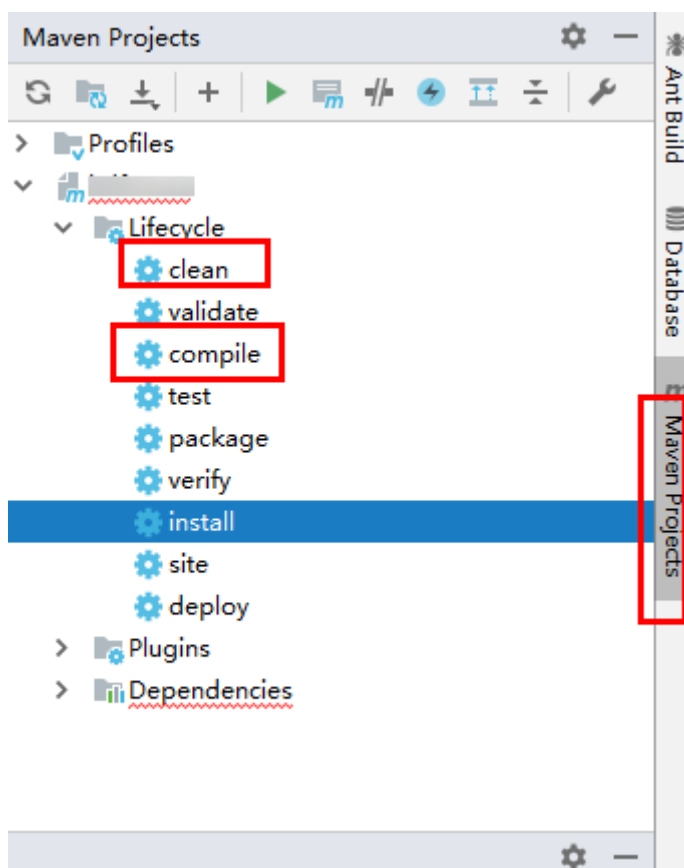 Maven Projects
Profiles
Lifecycle
clean
validate
compile
test
package
verify
install
site
deploy
Plugins
Dependencies
Ant Build
Database
Maven Projects